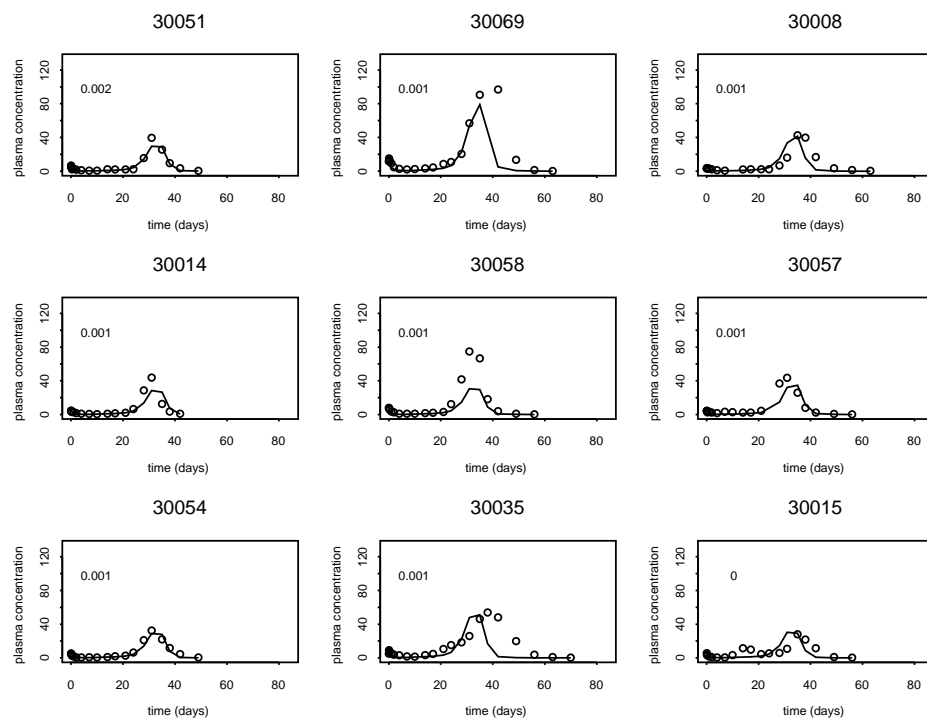 30051 30069 30008
plasma concentration
0 40 80 120
0.002
0 20 40 60 80
time (days)
plasma concentration
0 40 80 120
0.001
0 20 40 60 80
time (days)
plasma concentration
0 40 80 120
0.001
0 20 40 60 80
time (days)
30014 30058 30057
plasma concentration
0 40 80 120
0.001
0 20 40 60 80
time (days)
plasma concentration
0 40 80 120
0.001
0 20 40 60 80
time (days)
plasma concentration
0 40 80 120
0.001
0 20 40 60 80
time (days)
30054 30035 30015
plasma concentration
0 40 80 120
0.001
0 20 40 60 80
time (days)
plasma concentration
0 40 80 120
0.001
0 20 40 60 80
time (days)
plasma concentration
0 40 80 120
0
0 20 40 60 80
time (days)